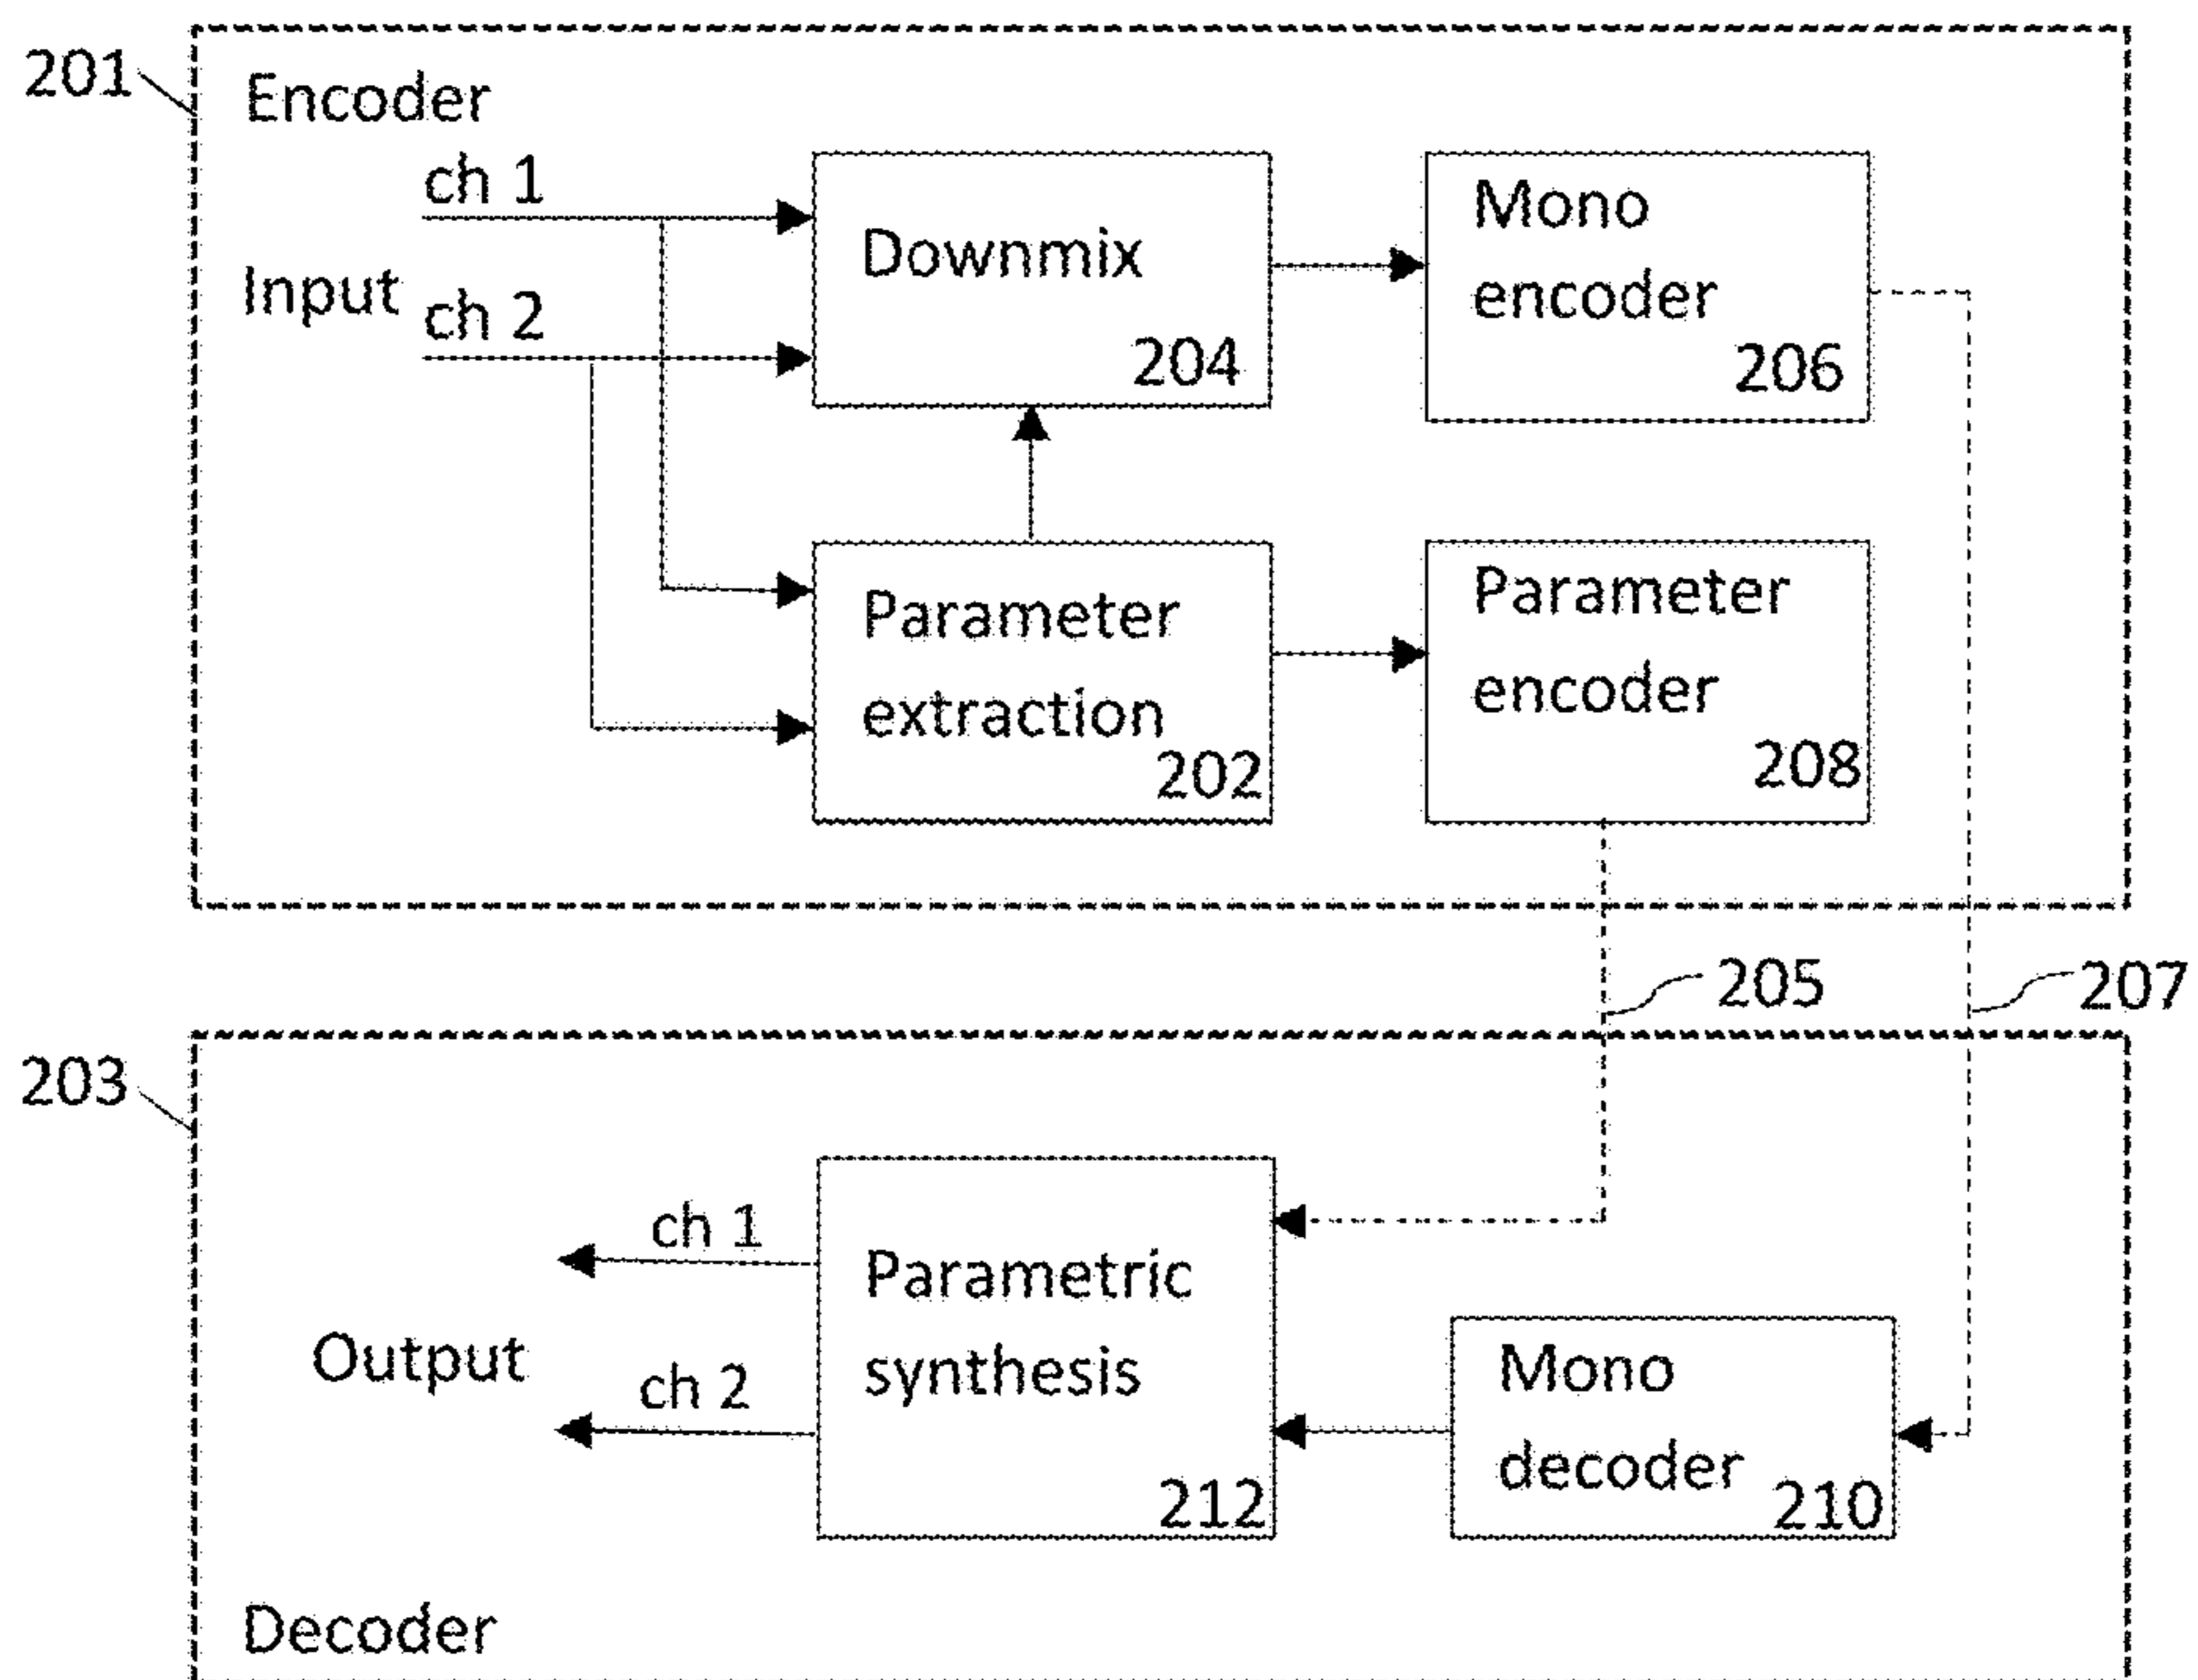 201
Encoder
ch 1
Input
ch 2
Downmix
204
Mono
encoder
206
Parameter
extraction
202
Parameter
encoder
208
205
207
203
ch 1
Output
ch 2
Parametric
synthesis
212
Mono
decoder
210
Decoder